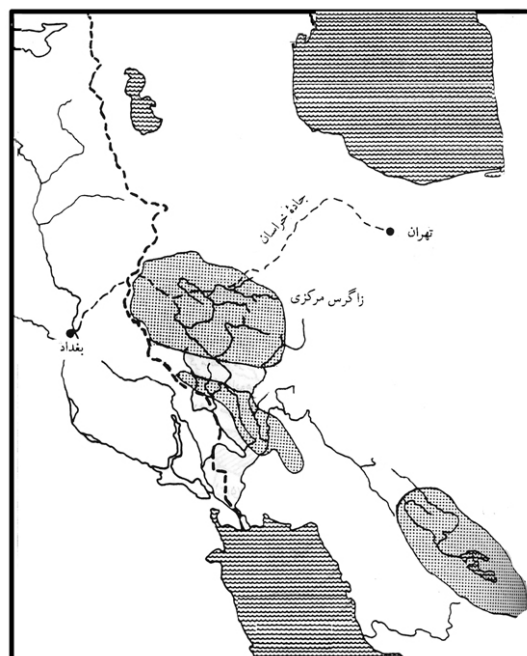 جادهٔ خراسان
تهران
زاگرس مرکزی
بغداد